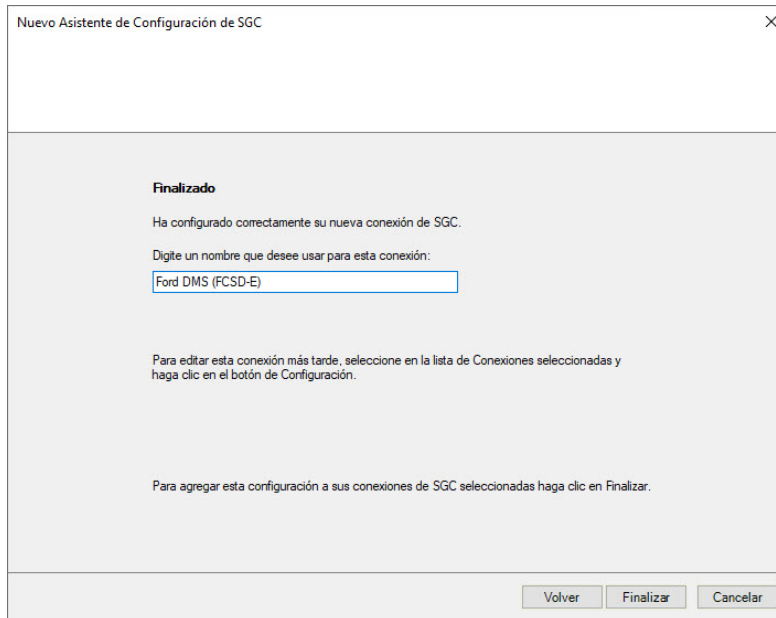 Nuevo Asistente de Configuración de SGC
Finalizado
Ha configurado correctamente su nueva conexión de SGC.
Digite un nombre que desee usar para esta conexión:
Ford DMS (FCSD-E)
Para editar esta conexión más tarde, seleccione en la lista de Conexiones seleccionadas y
haga clic en el botón de Configuración.
Para agregar esta configuración a sus conexiones de SGC seleccionadas haga clic en Finalizar.
Volver
Finalizar
Cancelar